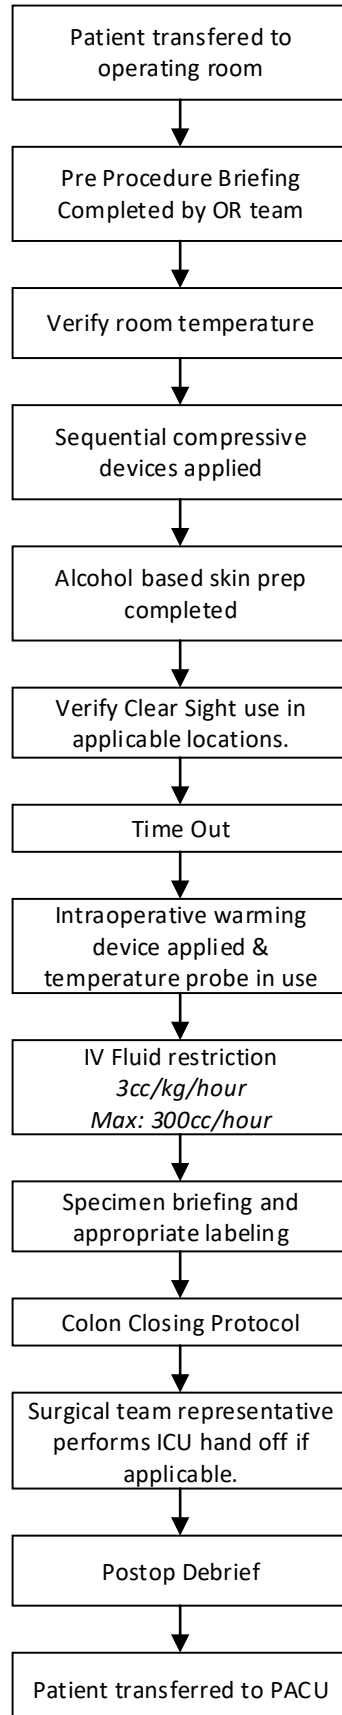 Patient transfered to
operating room
Pre Procedure Briefing
Completed by OR team
Verify room temperature
Sequential compressive
devices applied
Alcohol based skin prep
completed
Verify Clear Sight use in
applicable locations.
Time Out
Intraoperative warming
device applied &
temperature probe in use
IV Fluid restriction
3cc/kg/hour
Max: 300cc/hour
Specimen briefing and
appropriate labeling
Colon Closing Protocol
Surgical team representative
performs ICU hand off if
applicable.
Postop Debrief
Patient transferred to PACU